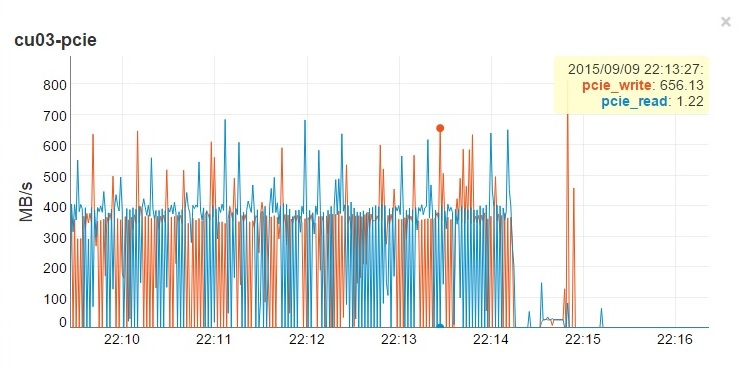 ×
cu03-pcie
2015/09/09 22:13:27:
pcie_write: 656.13
pcie_read: 1.22
800
700
600
500
400
300
200
100
0
MB/s
22:10 22:11 22:12 22:13 22:14 22:15 22:16